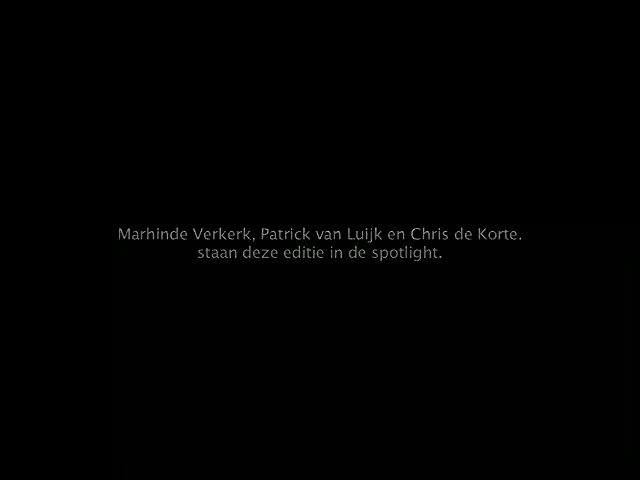 Marhinde Verkerk, Patrick van Luijk en Chris de Korte.
staan deze editie in de spotlight.